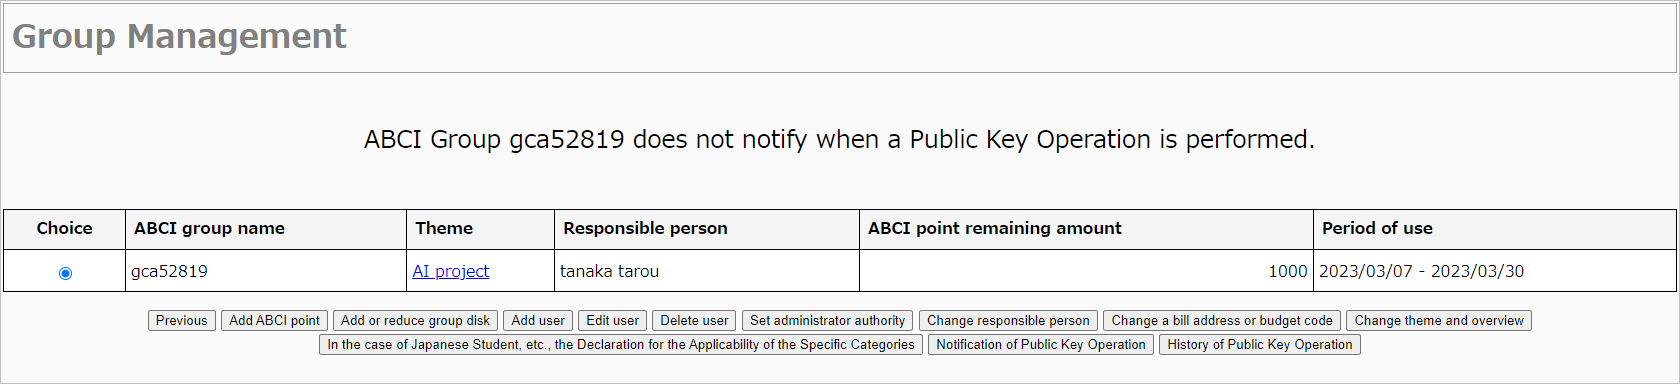 Group Management
ABCI Group gca52819 does not notify when a Public Key Operation is performed.
Choice ABCI group name Theme Responsible person ABCI point remaining amount Period of use
gca52819 AI project tanaka tarou 1000 2023/03/07 - 2023/03/30
Previous Add ABCI point Add or reduce group disk Add user Edit user Delete user Set administrator authority Change responsible person Change a bill address or budget code Change theme and overview
In the case of Japanese Student, etc., the Declaration for the Applicability of the Specific Categories Notification of Public Key Operation History of Public Key Operation